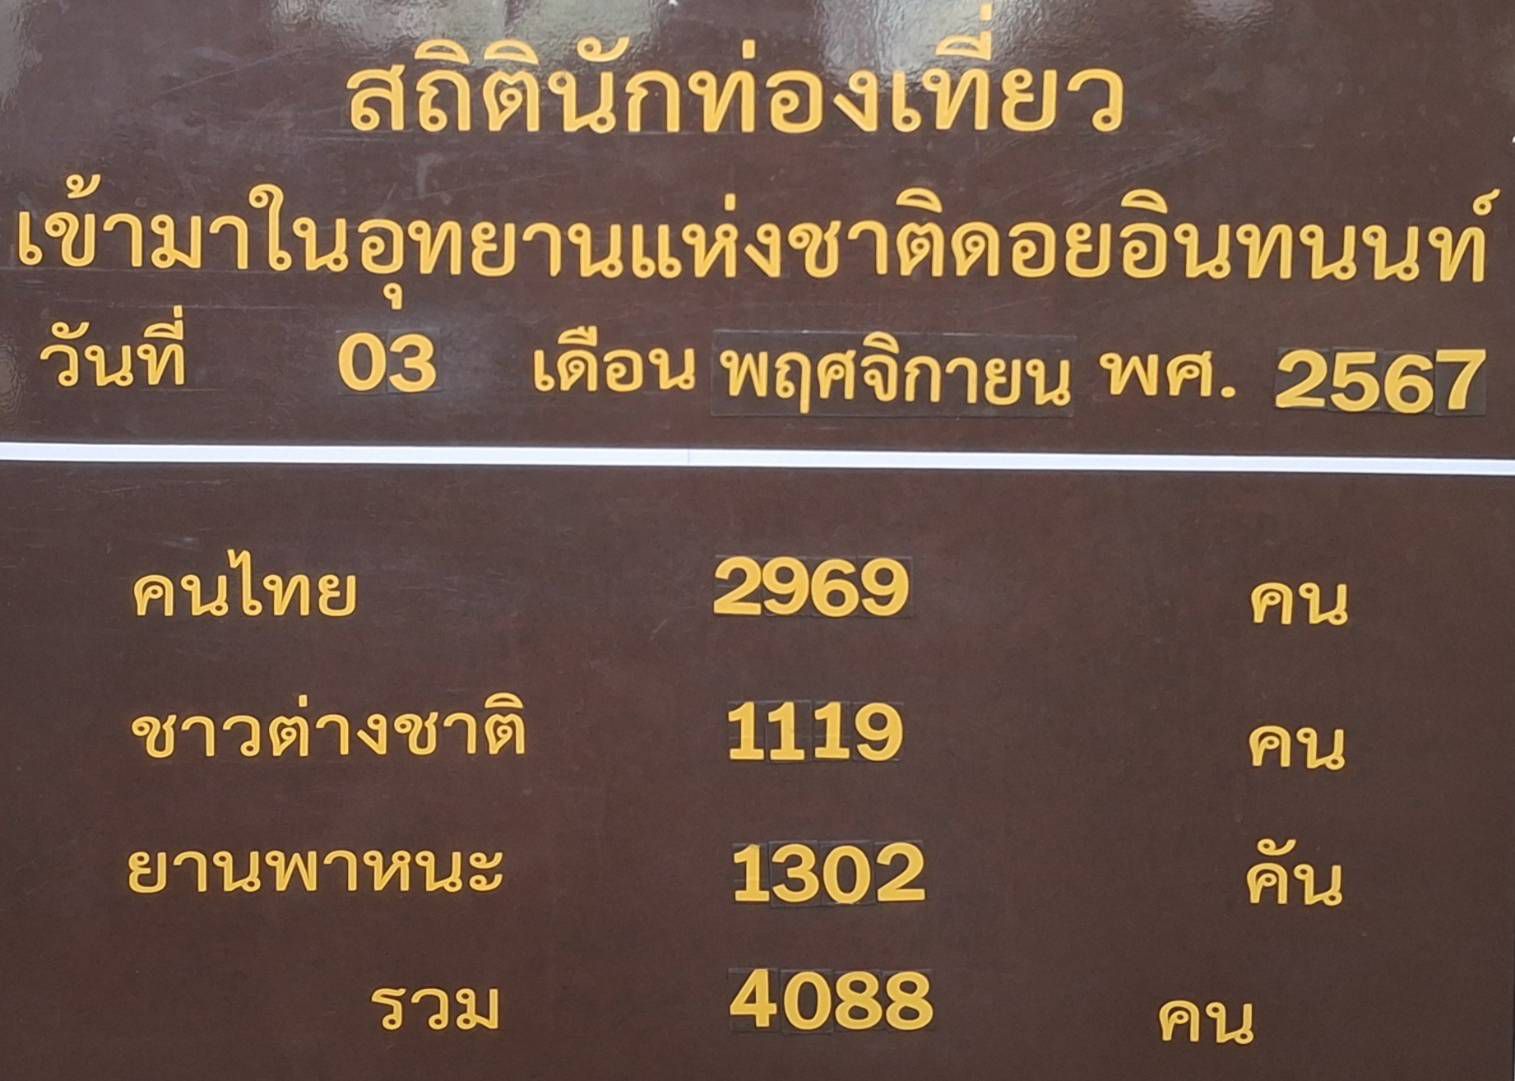 สถิตินักท่องเที่ยว
เข้ามาในอุทยานแห่งชาติดอยอินทนนท์
วันที่ 03 เดือน พฤศจิกายน พศ. 2567
คนไทย 2969 คน
ชาวต่างชาติ 1119 คน
ยานพาหนะ 1302 คัน
รวม 4088 คน